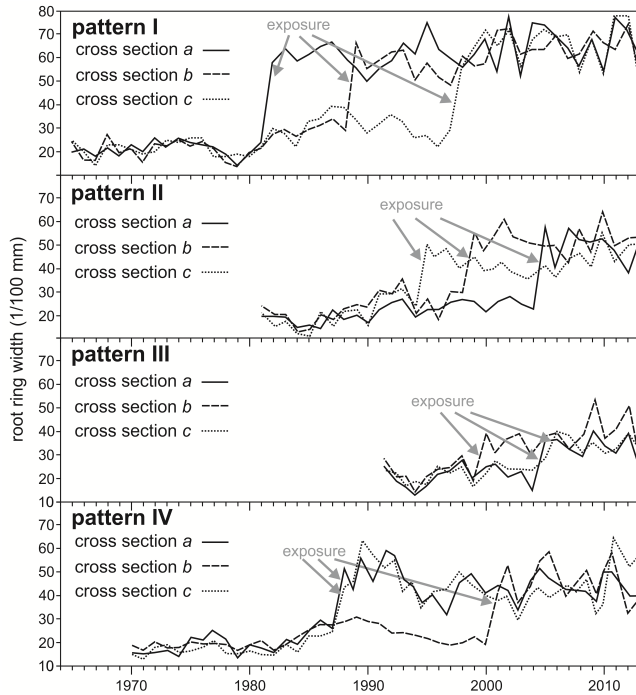 80
70
60
50
40
30
20
pattern I
cross section a
cross section b
cross section c
exposure
60
50
40
30
20
pattern II
cross section a
cross section b
cross section c
exposure
70
60
50
40
30
20
10
pattern III
cross section a
cross section b
cross section c
exposure
60
50
40
30
20
10
pattern IV
cross section a
cross section b
cross section c
exposure
root ring width (1/100 mm)
1970 1980 1990 2000 2010